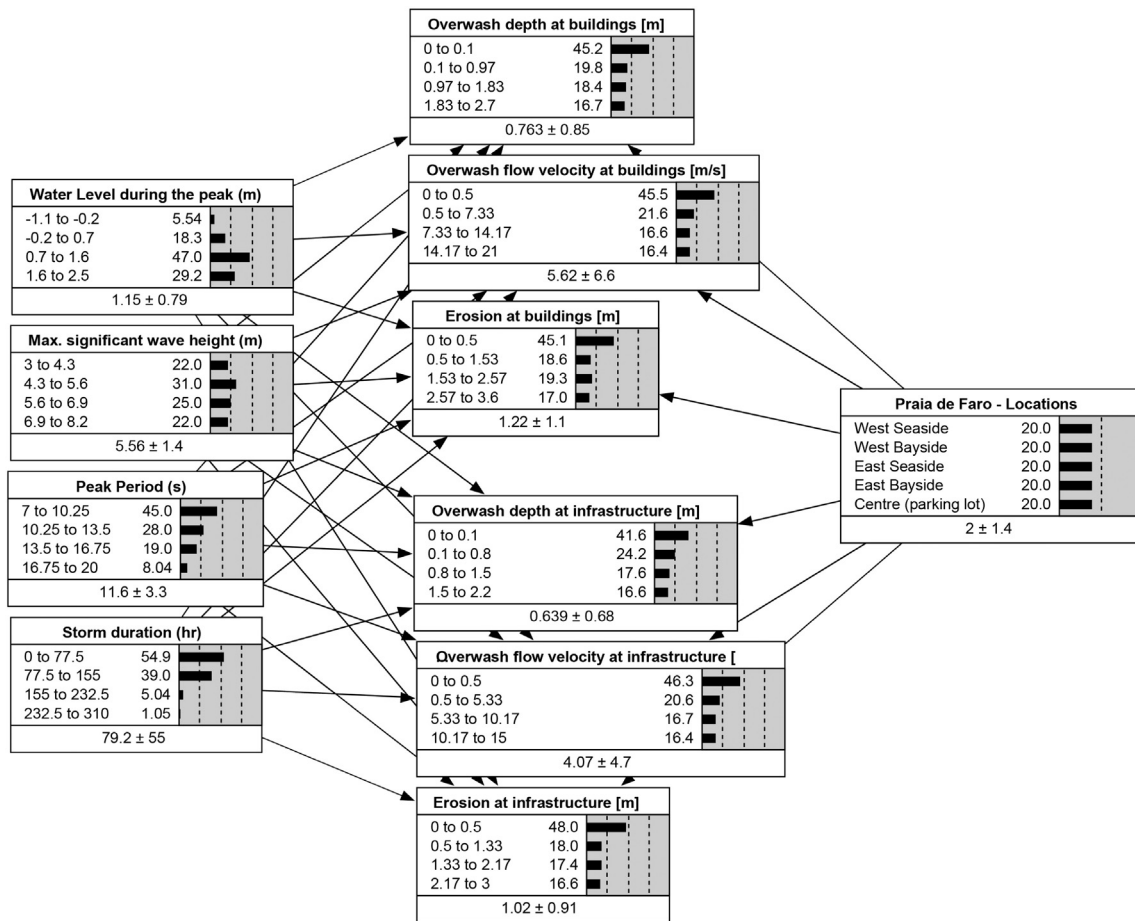 Overwash depth at buildings [m]
0 to 0.1 45.2
0.1 to 0.97 19.8
0.97 to 1.83 18.4
1.83 to 2.7 16.7
0.763 ± 0.85
Overwash flow velocity at buildings [m/s]
0 to 0.5 45.5
0.5 to 7.33 21.6
7.33 to 14.17 16.6
14.17 to 21 16.4
5.62 ± 6.6
Water Level during the peak (m)
-1.1 to -0.2 5.54
-0.2 to 0.7 18.3
0.7 to 1.6 47.0
1.6 to 2.5 29.2
1.15 ± 0.79
Erosion at buildings [m]
0 to 0.5 45.1
0.5 to 1.53 18.6
1.53 to 2.57 19.3
2.57 to 3.6 17.0
1.22 ± 1.1
Max. significant wave height (m)
3 to 4.3 22.0
4.3 to 5.6 31.0
5.6 to 6.9 25.0
6.9 to 8.2 22.0
5.56 ± 1.4
Praia de Faro - Locations
West Seaside 20.0
West Bayside 20.0
East Seaside 20.0
East Bayside 20.0
Centre (parking lot) 20.0
2 ± 1.4
Peak Period (s)
7 to 10.25 45.0
10.25 to 13.5 28.0
13.5 to 16.75 19.0
16.75 to 20 8.04
11.6 ± 3.3
Overwash depth at infrastructure [m]
0 to 0.1 41.6
0.1 to 0.8 24.2
0.8 to 1.5 17.6
1.5 to 2.2 16.6
0.639 ± 0.68
Storm duration (hr)
0 to 77.5 54.9
77.5 to 155 39.0
155 to 232.5 5.04
232.5 to 310 1.05
79.2 ± 55
Overwash flow velocity at infrastructure [
0 to 0.5 46.3
0.5 to 5.33 20.6
5.33 to 10.17 16.7
10.17 to 15 16.4
4.07 ± 4.7
Erosion at infrastructure [m]
0 to 0.5 48.0
0.5 to 1.33 18.0
1.33 to 2.17 17.4
2.17 to 3 16.6
1.02 ± 0.91